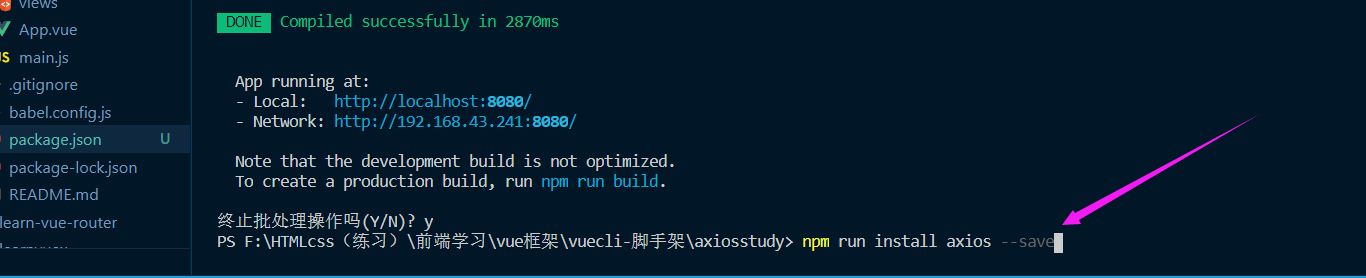 views
App.vue
JS main.js
.gitignore
babel.config.js
package.json U
package-lock.json
README.md
learn-vue-router
DONE Compiled successfully in 2870ms
App running at:
- Local: http://localhost:8080/
- Network: http://192.168.43.241:8080/
Note that the development build is not optimized.
To create a production build, run npm run build.
终止批处理操作吗(Y/N)? y
PS F:\HTMLcss（练习）\前端学习\vue框架\vuecli-脚手架\axiosstudy> npm run install axios --save